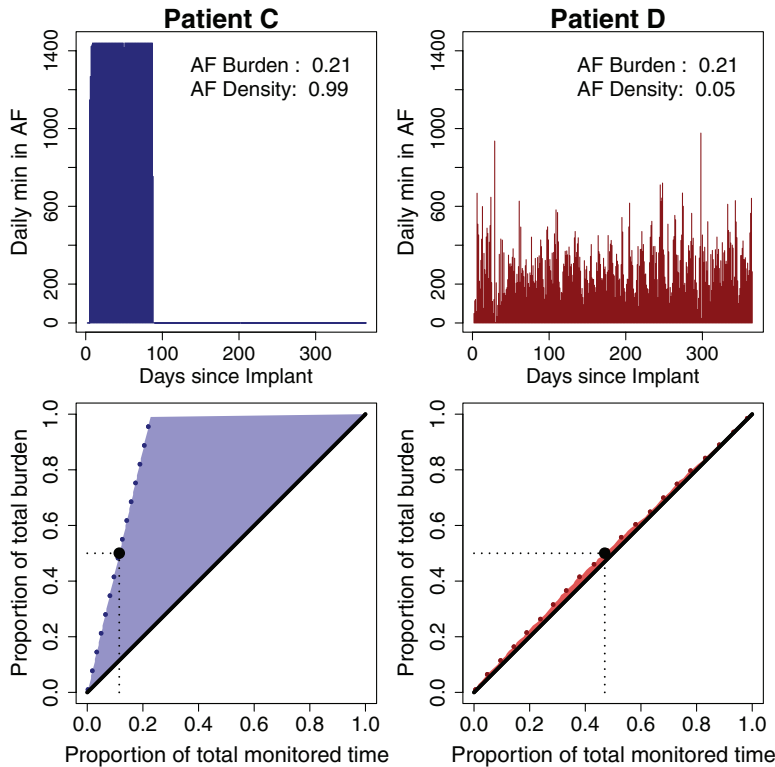 Patient C
AF Burden : 0.21
AF Density: 0.99
Daily min in AF
0 200 600 1000 1400
0 100 200 300
Days since Implant
Patient D
AF Burden : 0.21
AF Density: 0.05
Daily min in AF
0 200 600 1000 1400
0 100 200 300
Days since Implant
Proportion of total burden
0.0 0.2 0.4 0.6 0.8 1.0
0.0 0.2 0.4 0.6 0.8 1.0
Proportion of total monitored time
Proportion of total burden
0.0 0.2 0.4 0.6 0.8 1.0
0.0 0.2 0.4 0.6 0.8 1.0
Proportion of total monitored time